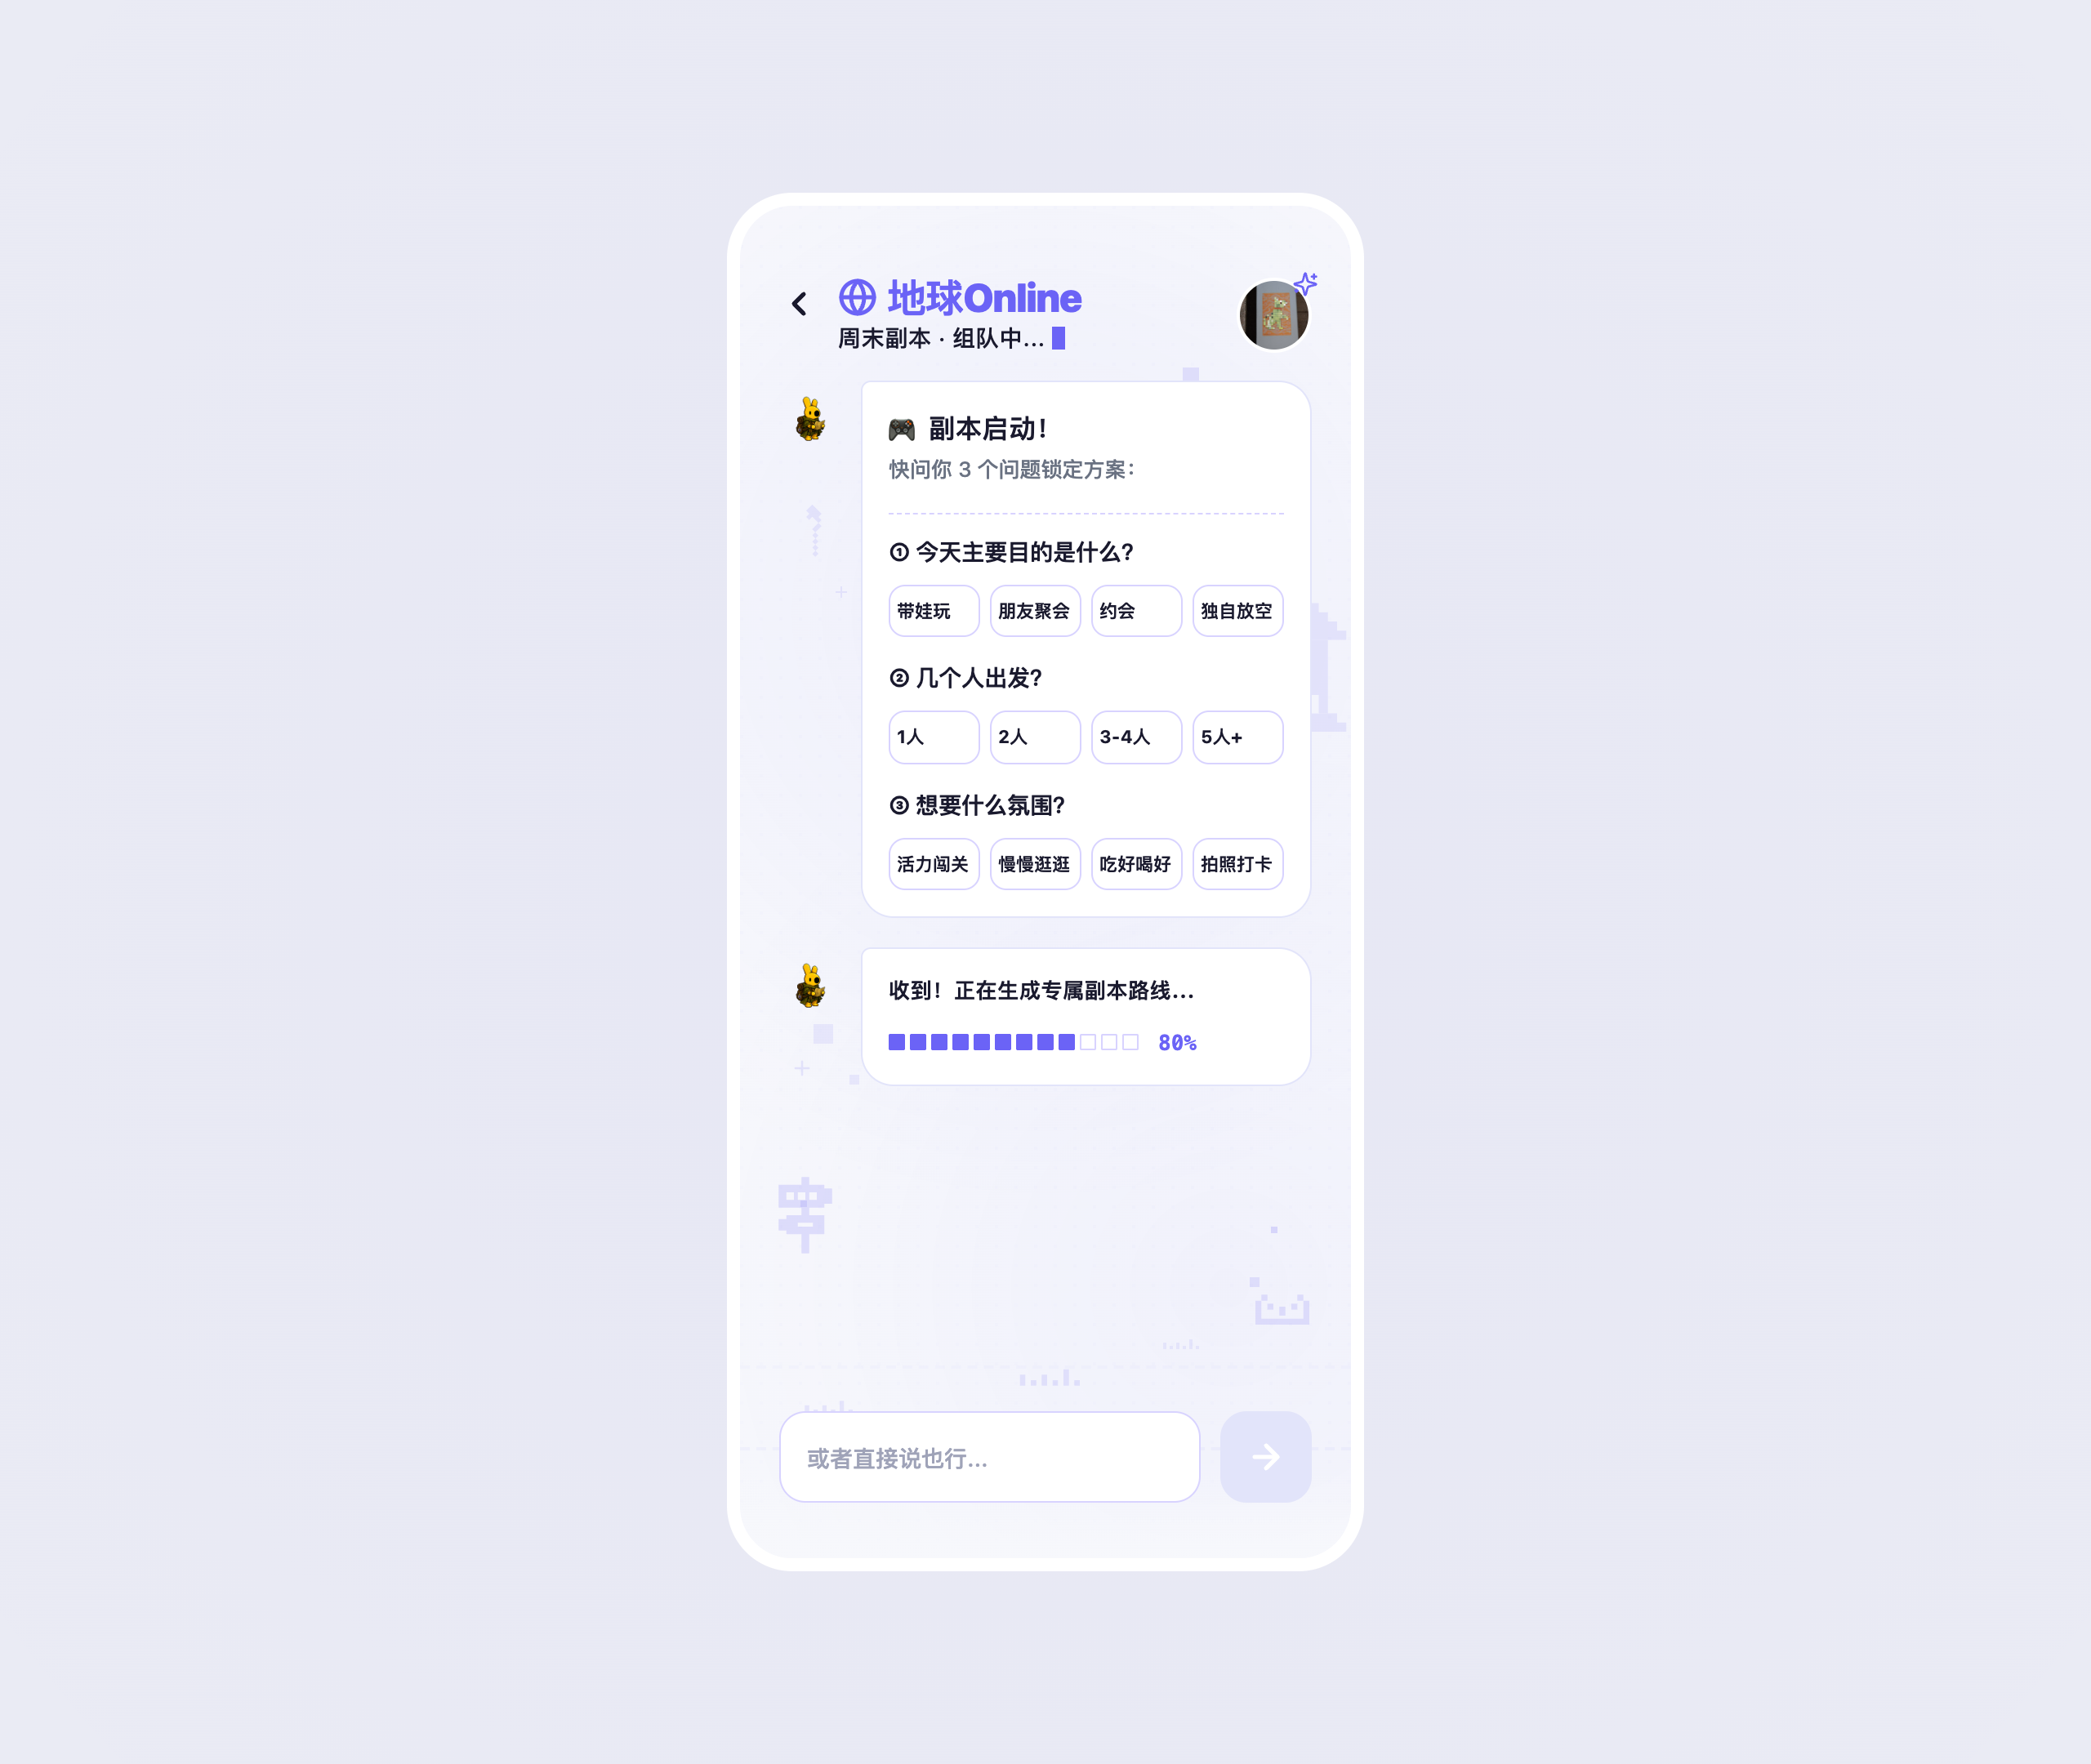 地球Online
周末副本 · 组队中...
🎮 副本启动！
快问你 3 个问题锁定方案：
① 今天主要目的是什么？
带娃玩 朋友聚会 约会 独自放空
② 几个人出发？
1人 2人 3-4人 5人+
③ 想要什么氛围？
活力闯关 慢慢逛逛 吃好喝好 拍照打卡
收到！正在生成专属副本路线...
80%
或者直接说也行...